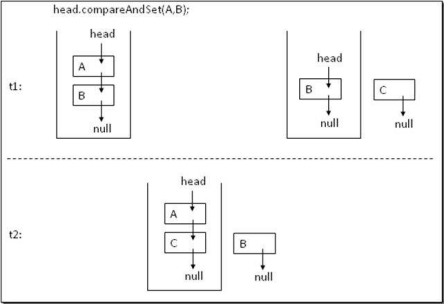 head.compareAndSet(A,B);
head
A
B
null
t1:
head
B
null
C
null
t2:
head
A
C
null
B
null